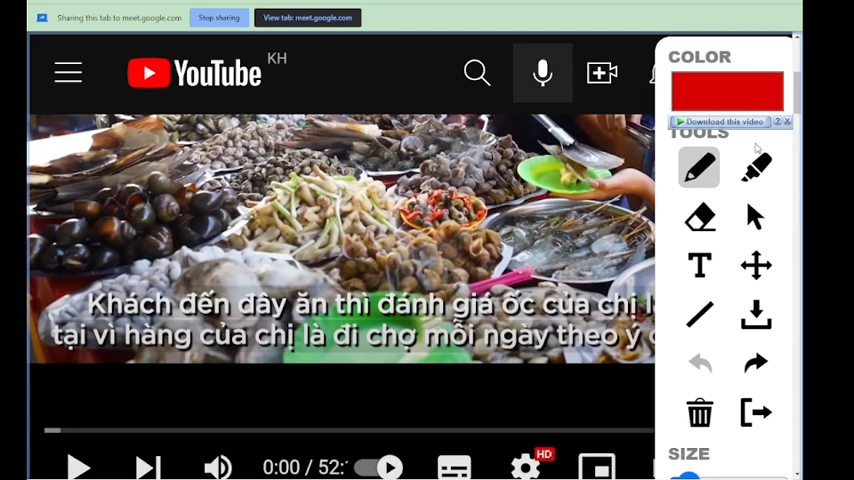 Sharing this tab to meet.google.com
Stop sharing
View tab: meet.google.com
YouTube KH
COLOR
Download this video
TOOLS
T
Khách đến đây ăn thì đánh giá ốc của chị
tại vì hàng của chị là đi chợ mỗi ngày theo ý
HD
0:00 / 52:
SIZE